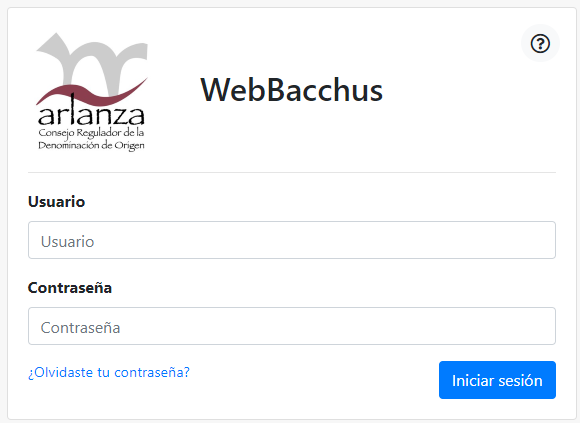 arlanza
Consejo Regulador de la
Denominación de Origen
WebBacchus
?
Usuario
Usuario
Contraseña
Contraseña
¿Olvidaste tu contraseña?
Iniciar sesión